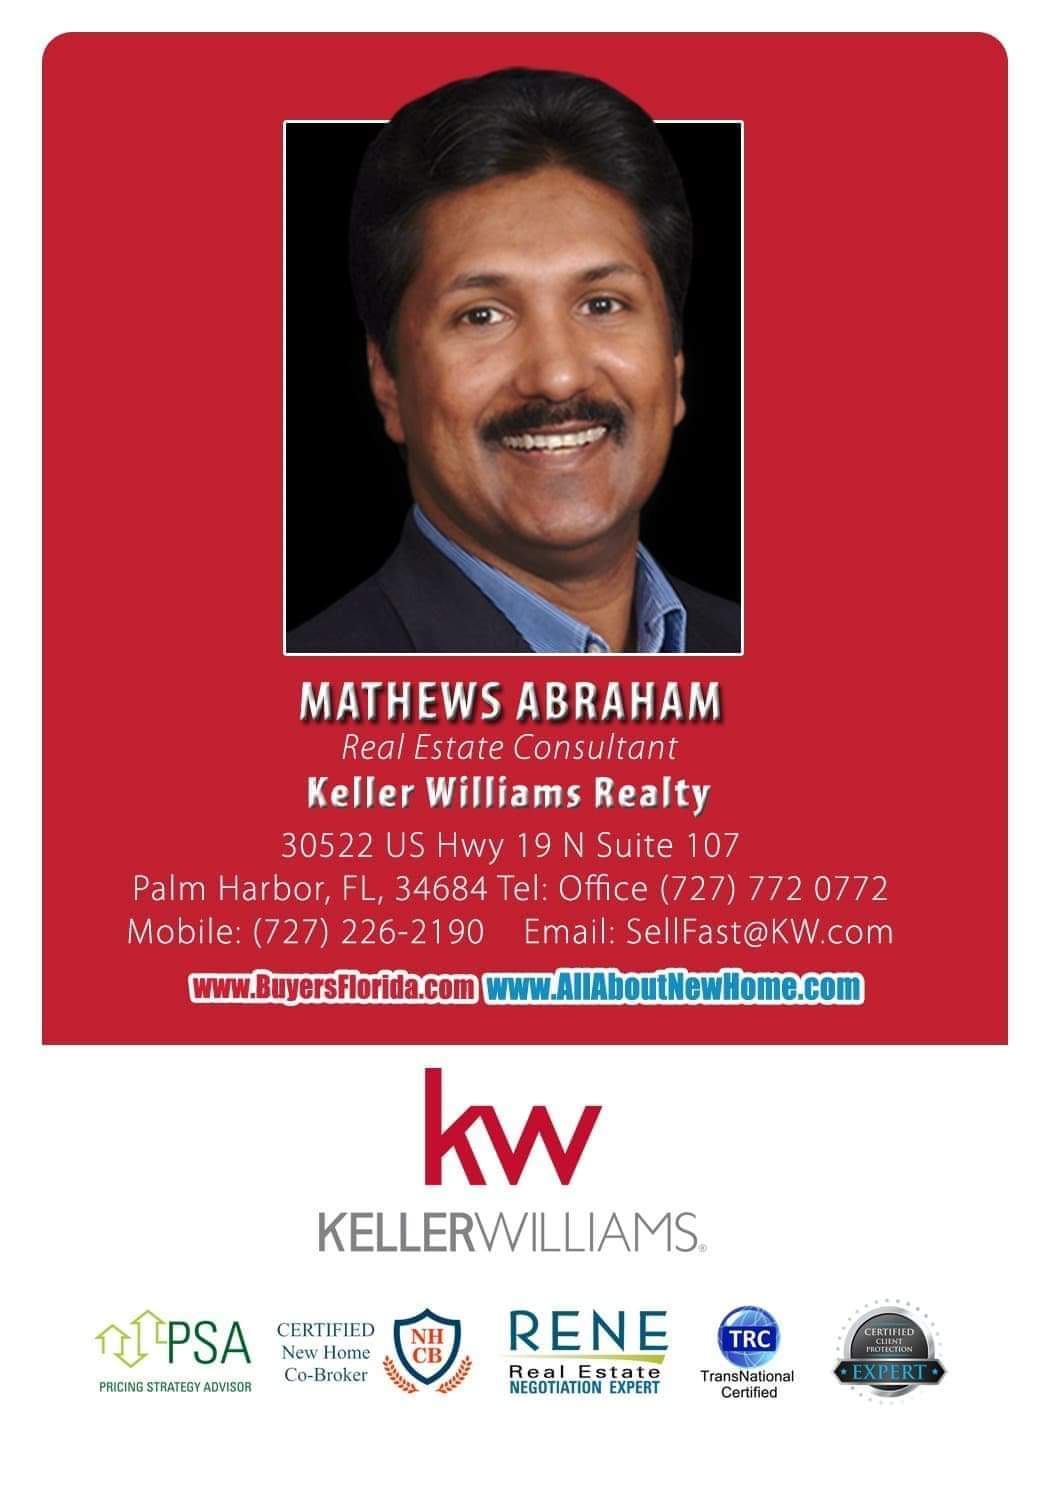 MATHEWS ABRAHAM
Real Estate Consultant
Keller Williams Realty
30522 US Hwy 19 N Suite 107
Palm Harbor, FL, 34684 Tel: Office (727) 772 0772
Mobile: (727) 226-2190 Email: SellFast@KW.com
www.BuyersFlorida.com www.AllAboutNewHome.com
kw
KELLERWILLIAMS®
PSA
PRICING STRATEGY ADVISOR
CERTIFIED
New Home
Co-Broker
NH
CB
RENE
Real Estate
NEGOTIATION EXPERT
TRC
TransNational
Certified
CERTIFIED
CLIENT
PROTECTION
EXPERT